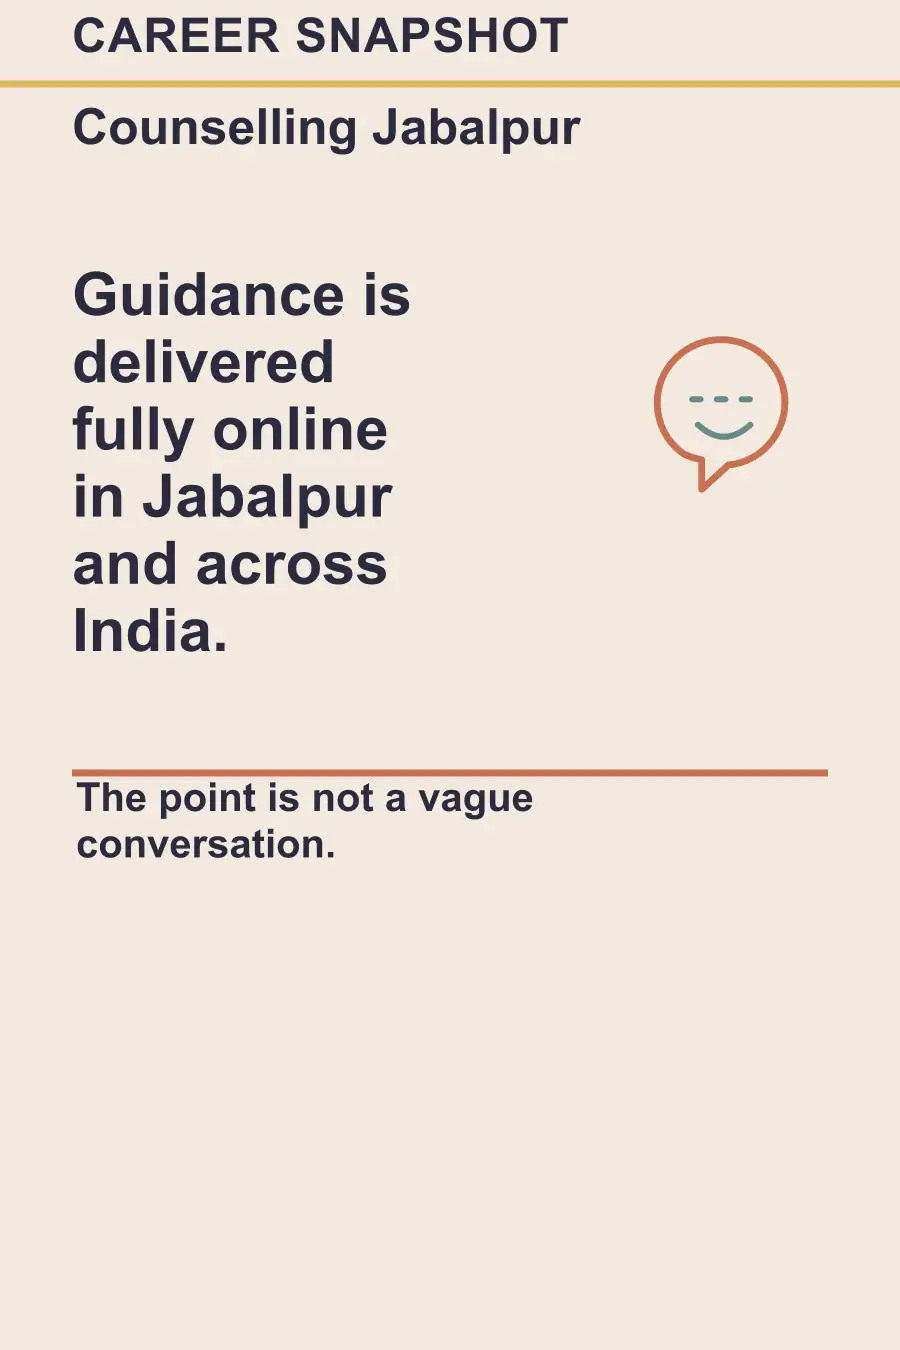 CAREER SNAPSHOT
Counselling Jabalpur
Guidance is
delivered
fully online
in Jabalpur
and across
India.
The point is not a vague
conversation.